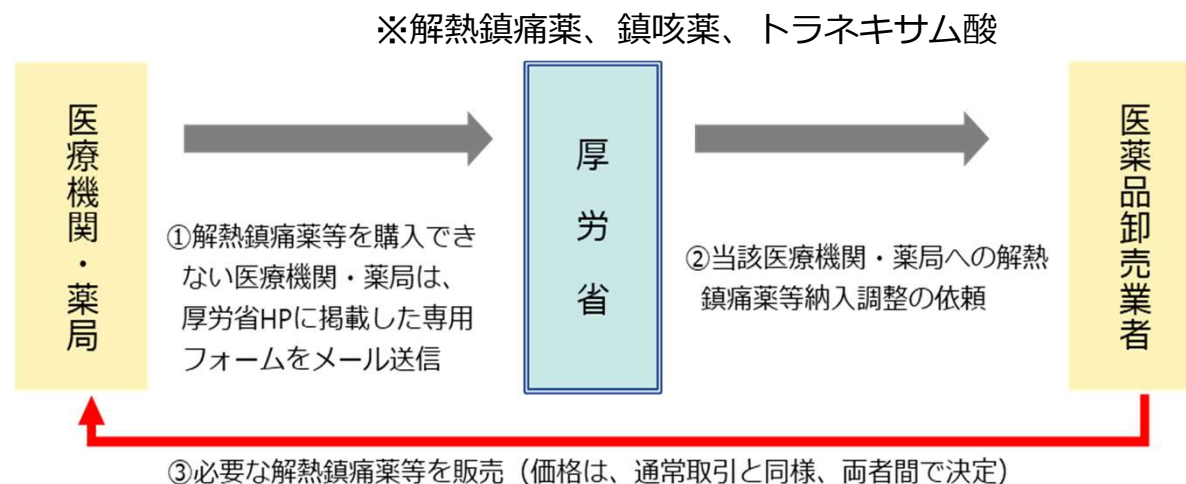 ※解熱鎮痛薬、鎮咳薬、トラネキサム酸
医療機関・薬局
①解熱鎮痛薬等を購入でき
ない医療機関・薬局は、
厚労省HPに掲載した専用
フォームをメール送信
厚労省
②当該医療機関・薬局への解熱
鎮痛薬等納入調整の依頼
医薬品卸売業者
③必要な解熱鎮痛薬等を販売（価格は、通常取引と同様、両者間で決定）